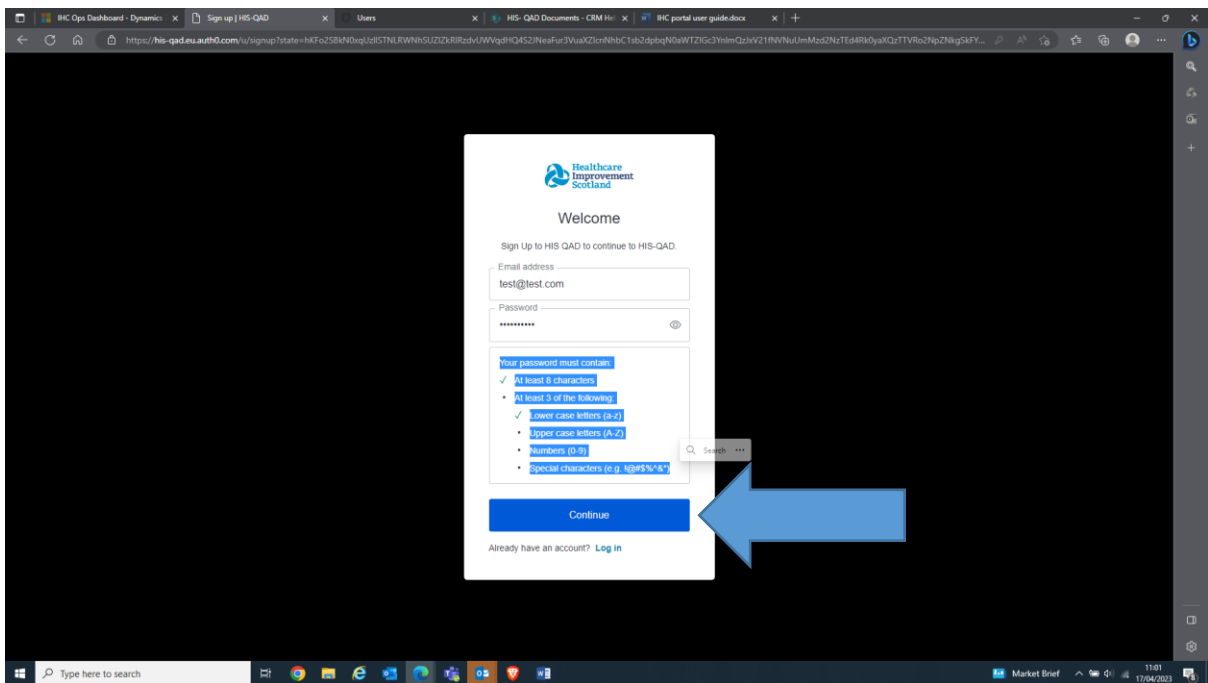 IHC Ops Dashboard - Dynamics
Sign up | HIS-QAD
Users
HIS- QAD Documents - CRM Hel
IHC portal user guide.docx
Healthcare
Improvement
Scotland
Welcome
Sign Up to HIS QAD to continue to HIS-QAD.
Email address
test@test.com
Password
••••••••••
Your password must contain:
At least 8 characters
At least 3 of the following:
Lower case letters (a-z)
Upper case letters (A-Z)
Numbers (0-9)
Special characters (e.g. !@#$%^&*)
Search
Continue
Already have an account? Log in
Type here to search
Market Brief
11:01
17/04/2023